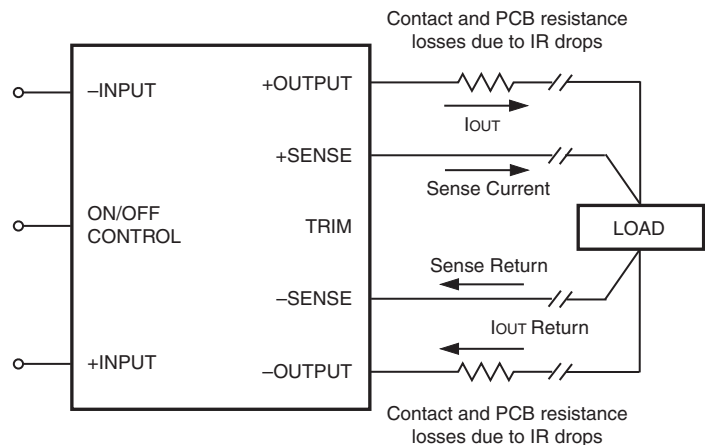 Contact and PCB resistance
losses due to IR drops
–INPUT
+OUTPUT
IOUT
+SENSE
Sense Current
ON/OFF
CONTROL
TRIM
LOAD
Sense Return
–SENSE
IOUT Return
+INPUT
–OUTPUT
Contact and PCB resistance
losses due to IR drops